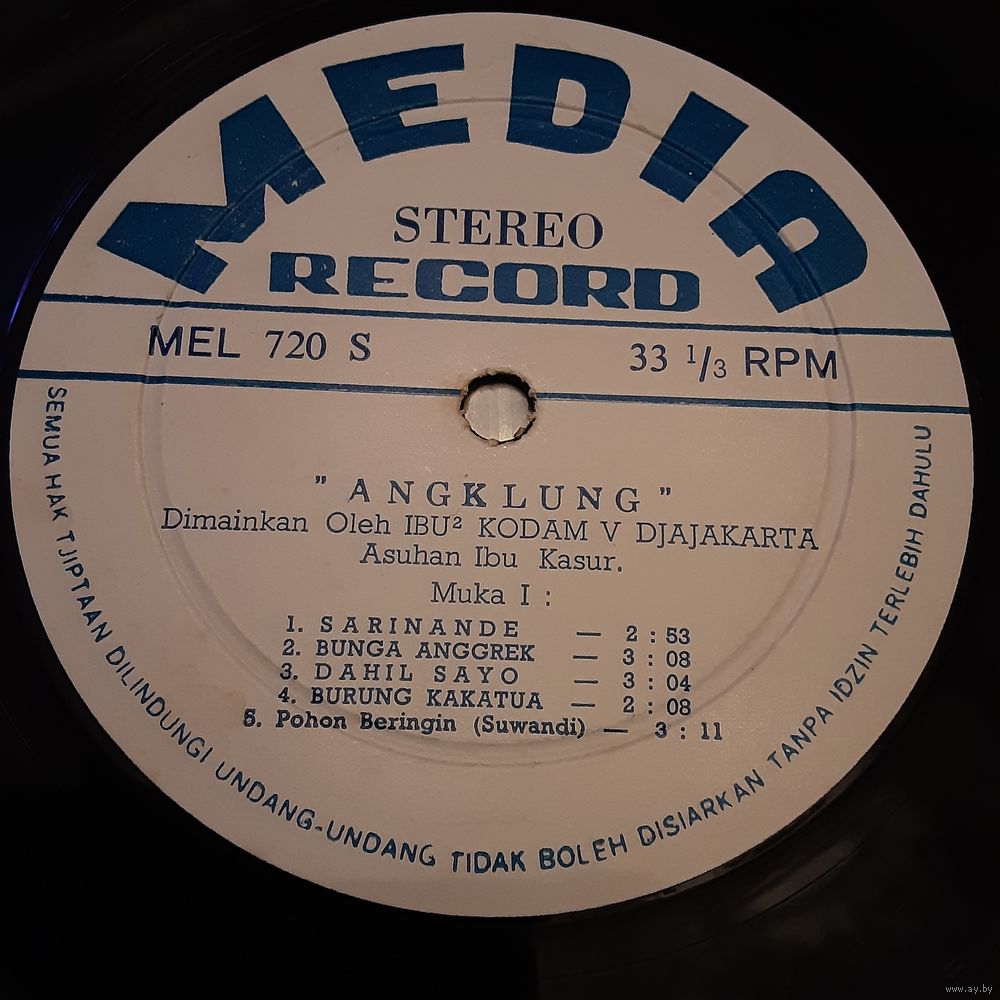 MEDIA
STEREO
RECORD
MEL 720 S
33 1/3 RPM
" ANGKLUNG "
Dimainkan Oleh IBU² KODAM V DJAJAKARTA
Asuhan Ibu Kasur.
Muka I :
1. SARINANDE — 2 : 53
2. BUNGA ANGGREK — 3 : 08
3. DAHIL SAYO — 3 : 04
4. BURUNG KAKATUA — 2 : 08
5. Pohon Beringin (Suwandi) — 3 : 11
SEMUA HAK TJIPTAAN DILINDUNGI UNDANG-UNDANG TIDAK BOLEH DISIARKAN TANPA IDZIN TERLEBIH DAHULU
www.ay.by